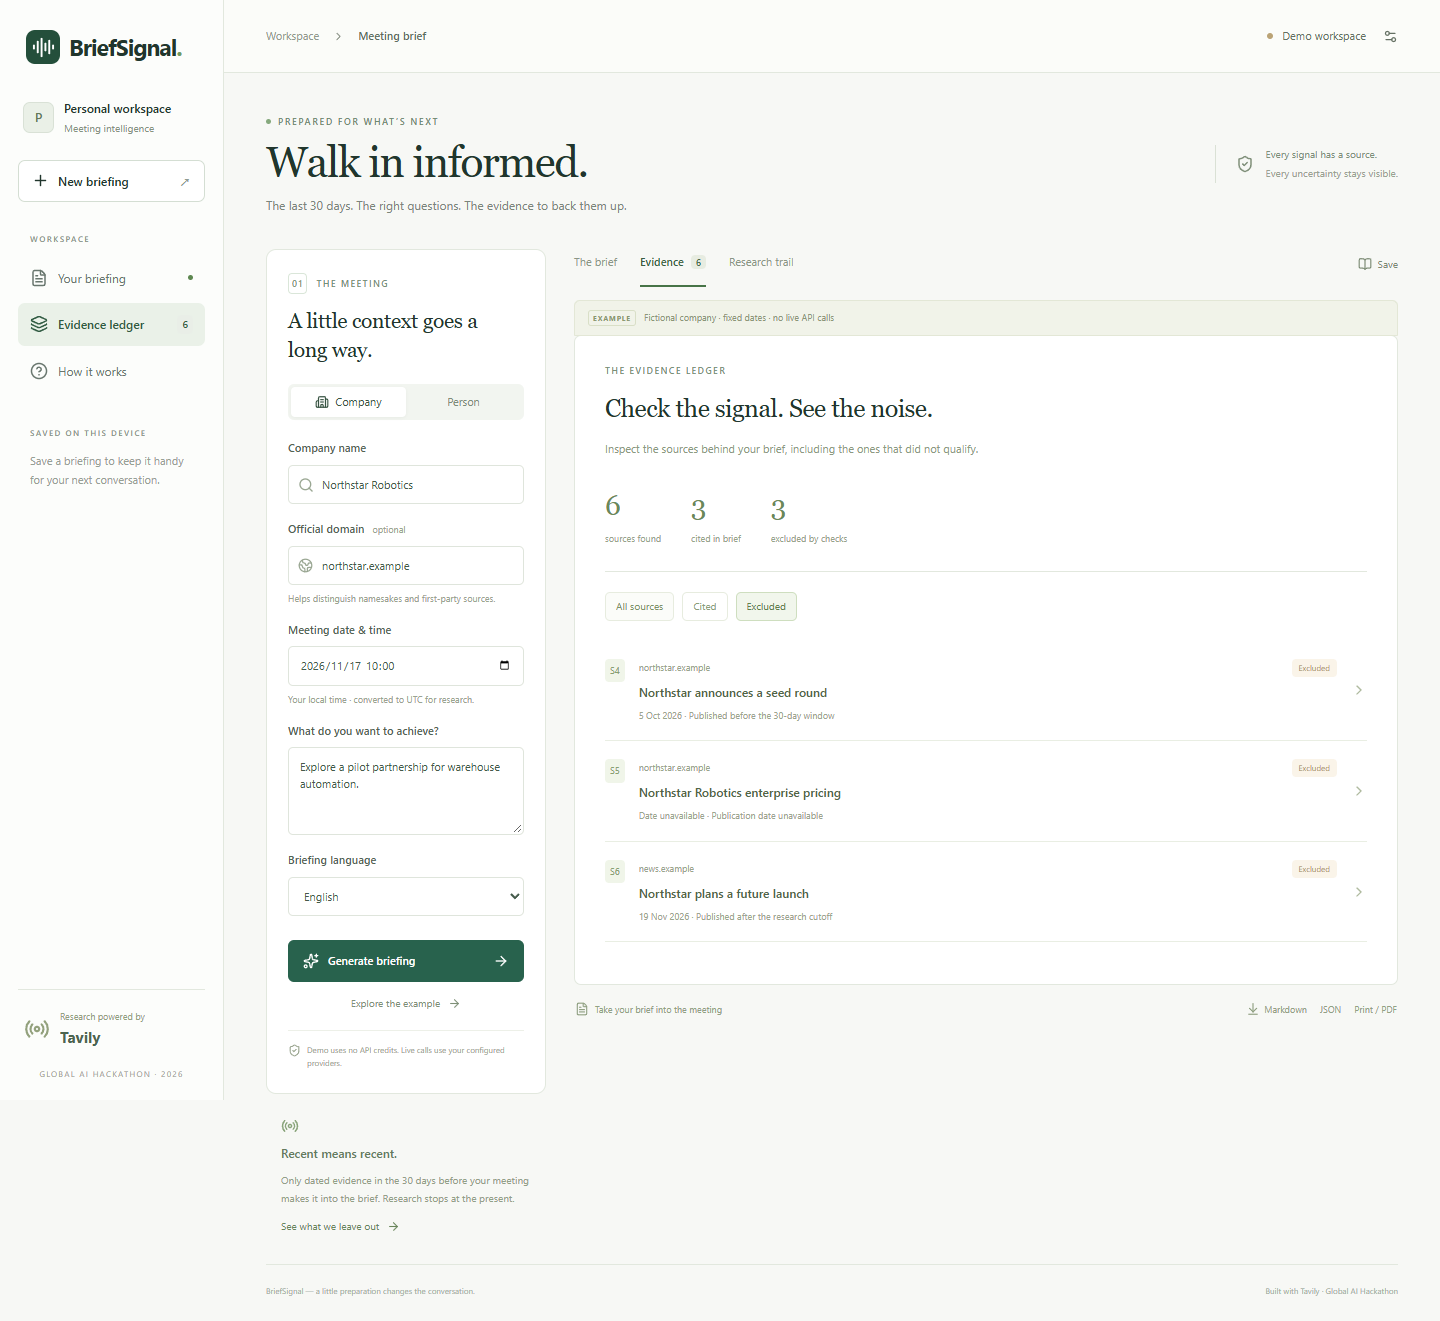 BriefSignal.
P
Personal workspace
Meeting intelligence
New briefing
WORKSPACE
Your briefing
Evidence ledger 6
How it works
SAVED ON THIS DEVICE
Save a briefing to keep it handy
for your next conversation.
Research powered by
Tavily
GLOBAL AI HACKATHON · 2026
Workspace > Meeting brief
Demo workspace
PREPARED FOR WHAT'S NEXT
Walk in informed.
The last 30 days. The right questions. The evidence to back them up.
Every signal has a source.
Every uncertainty stays visible.
01 THE MEETING
A little context goes a
long way.
Company Person
Company name
Northstar Robotics
Official domain optional
northstar.example
Helps distinguish namesakes and first-party sources.
Meeting date & time
2026/11/17 10:00
Your local time · converted to UTC for research.
What do you want to achieve?
Explore a pilot partnership for warehouse
automation.
Briefing language
English
Generate briefing
Explore the example
Demo uses no API credits. Live calls use your configured
providers.
Recent means recent.
Only dated evidence in the 30 days before your meeting
makes it into the brief. Research stops at the present.
See what we leave out
The brief Evidence 6 Research trail
Save
EXAMPLE Fictional company · fixed dates · no live API calls
THE EVIDENCE LEDGER
Check the signal. See the noise.
Inspect the sources behind your brief, including the ones that did not qualify.
6 3 3
sources found cited in brief excluded by checks
All sources Cited Excluded
S4 northstar.example Excluded
Northstar announces a seed round
5 Oct 2026 · Published before the 30-day window
S5 northstar.example Excluded
Northstar Robotics enterprise pricing
Date unavailable · Publication date unavailable
S6 news.example Excluded
Northstar plans a future launch
19 Nov 2026 · Published after the research cutoff
Take your brief into the meeting
Markdown JSON Print / PDF
BriefSignal — a little preparation changes the conversation.
Built with Tavily · Global AI Hackathon